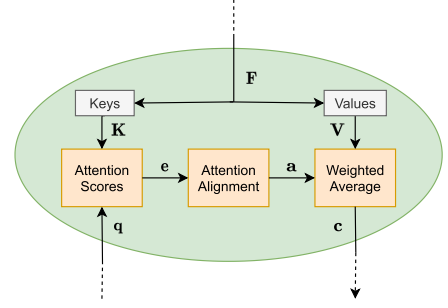 F
Keys
Values
K
V
Attention
Scores
e
Attention
Alignment
a
Weighted
Average
q
c